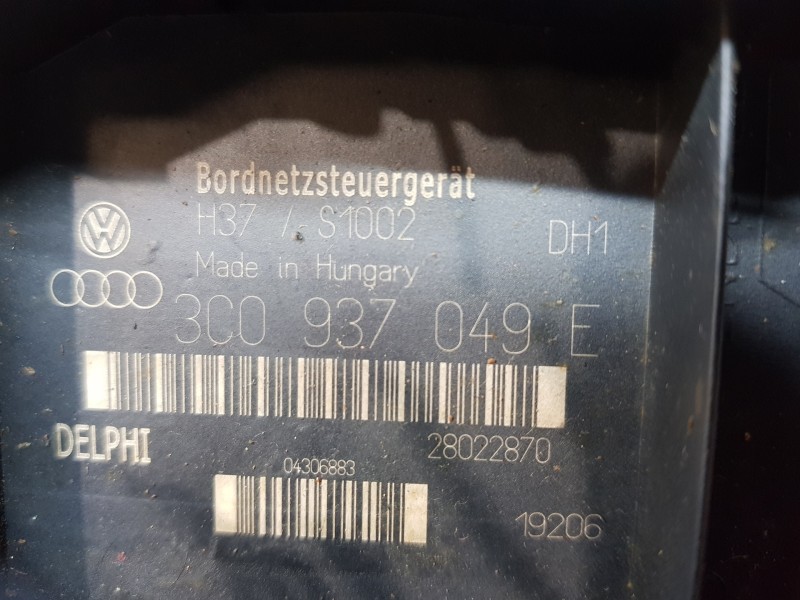 Bordnetzsteuergerät
H37 / S1002 DH1
Made in Hungary
3C0 937 049 E
DELPHI 28022870
04306883
19206